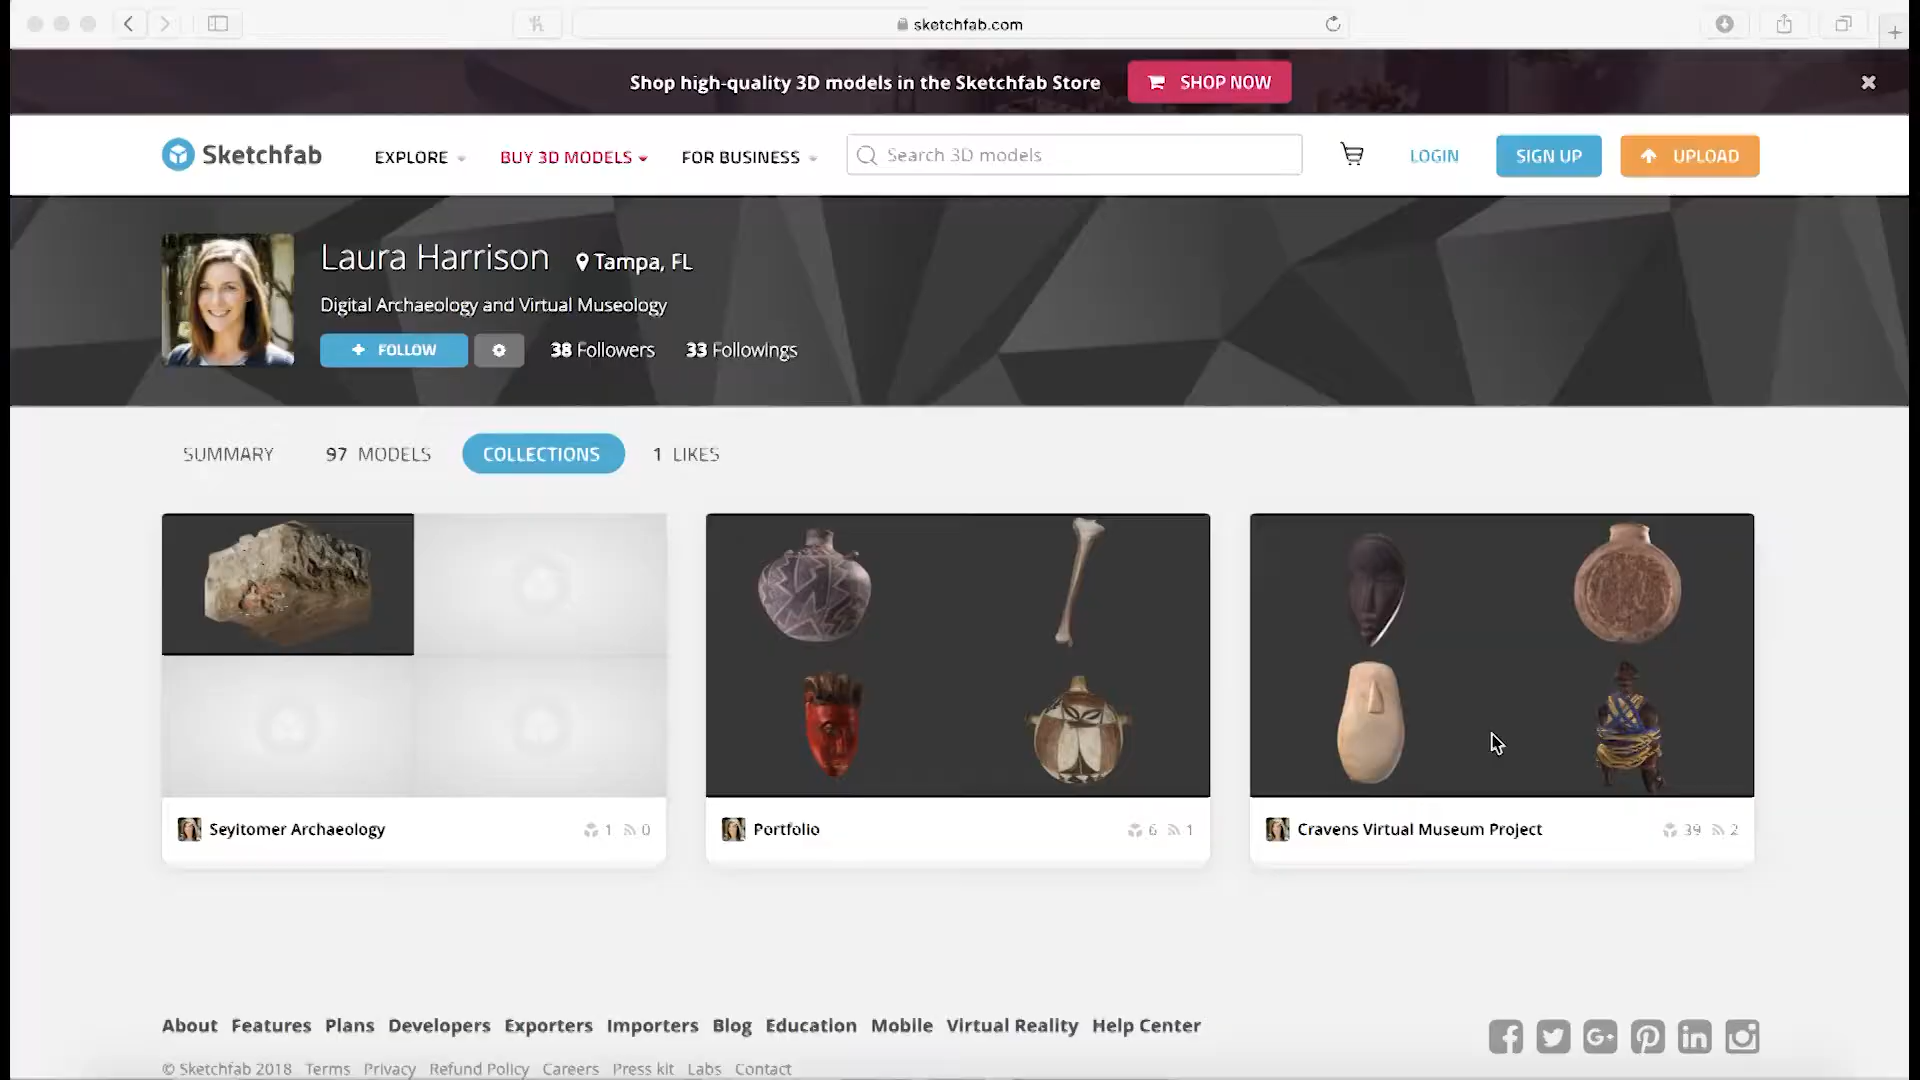 sketchfab.com
Shop high-quality 3D models in the Sketchfab Store
SHOP NOW
Sketchfab
EXPLORE
BUY 3D MODELS
FOR BUSINESS
Search 3D models
LOGIN
SIGN UP
UPLOAD
Laura Harrison
Tampa, FL
Digital Archaeology and Virtual Museology
FOLLOW
38 Followers
33 Followings
SUMMARY
97 MODELS
COLLECTIONS
1 LIKES
Seyitomer Archaeology
1
0
Portfolio
6
1
Cravens Virtual Museum Project
39
2
About Features Plans Developers Exporters Importers Blog Education Mobile Virtual Reality Help Center
© Sketchfab 2018 Terms Privacy Refund Policy Careers Press kit Labs Contact